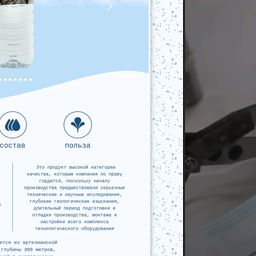 состав
польза
Это продукт высокой категории
качества, которым компания по праву
гордится, поскольку началу
производства предшествовали серьезные
технические и научные исследования,
глубокие геологические изыскания,
длительный период подготовки и
отладки производства, монтажа и
настройки всего комплекса
технологического оборудования
ется из артезианской
глубины 300 метров,